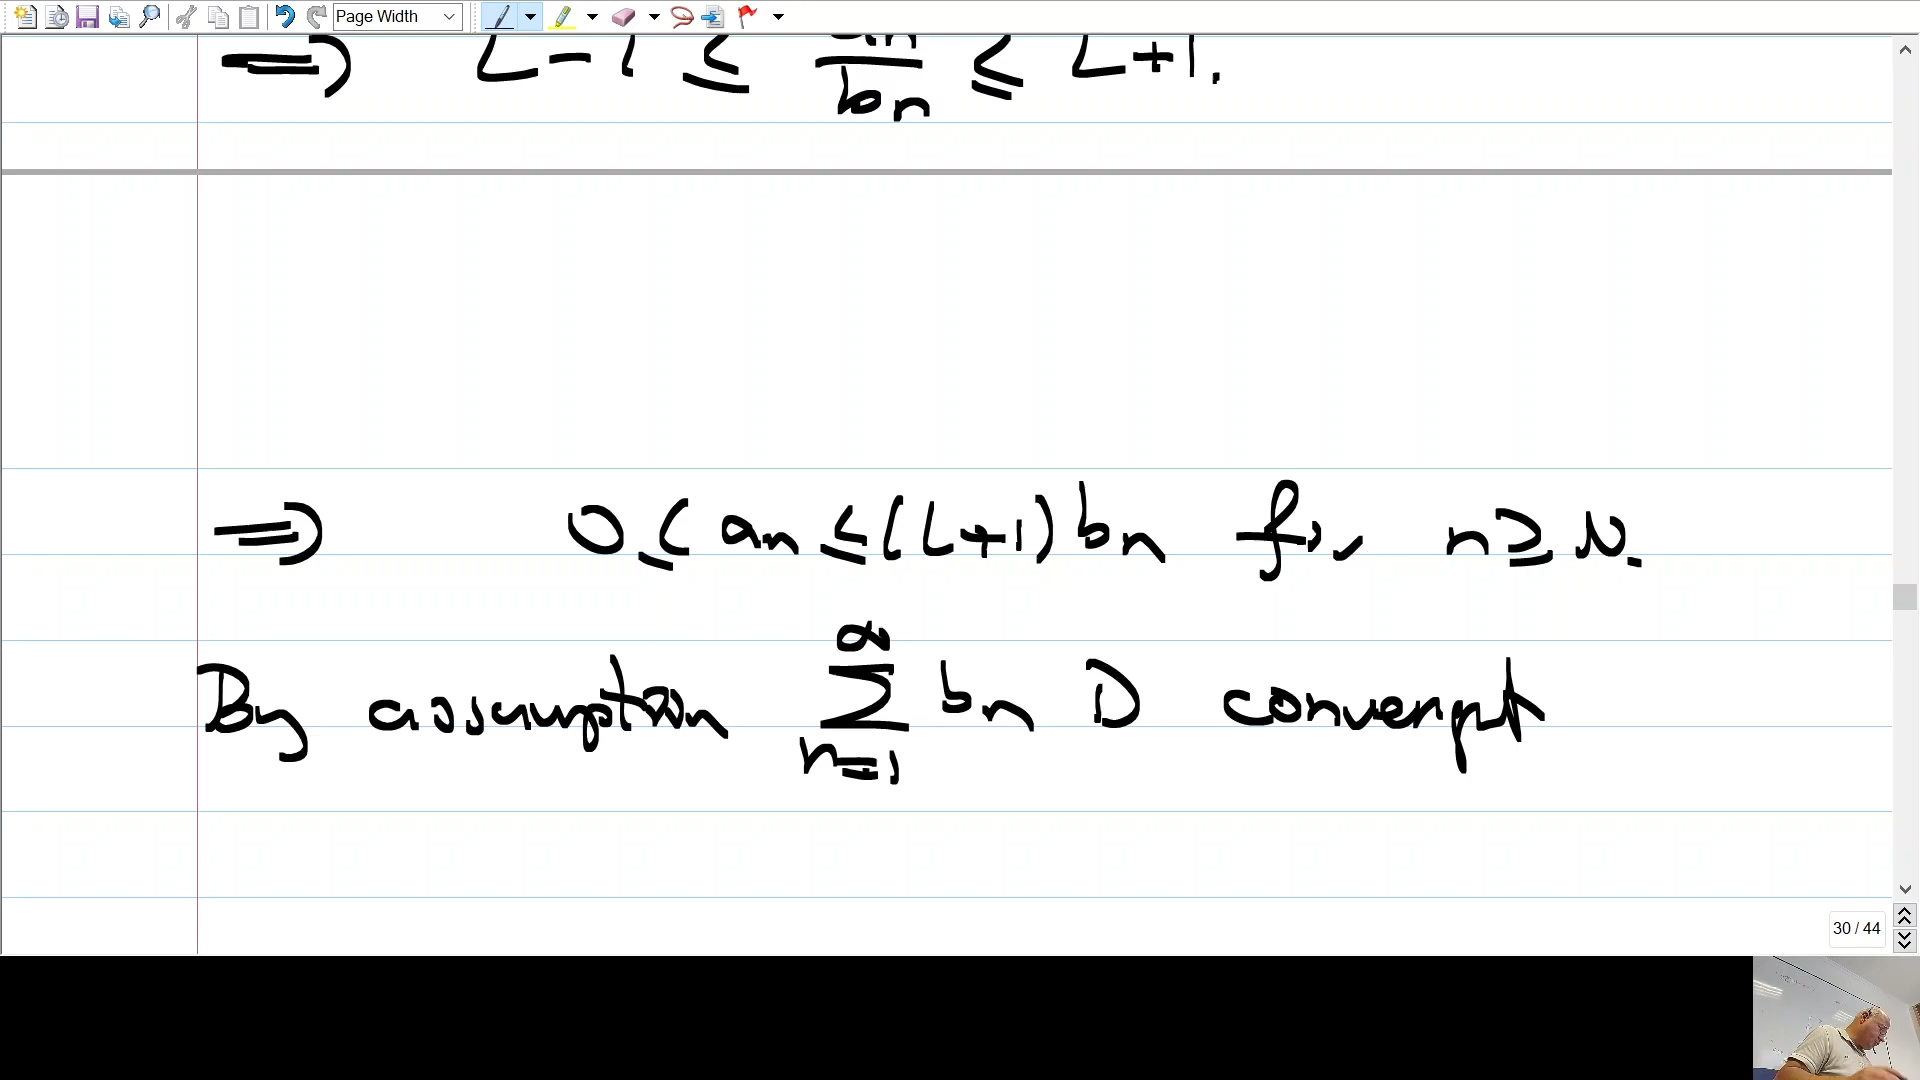 Page Width
⟹ L-1 ≤ an/bn ≤ L+1.
⟹ 0 ≤ an ≤ (L+1) bn for n ≥ N.
By assumption ∞∑n=1 bn is convergent
30 / 44